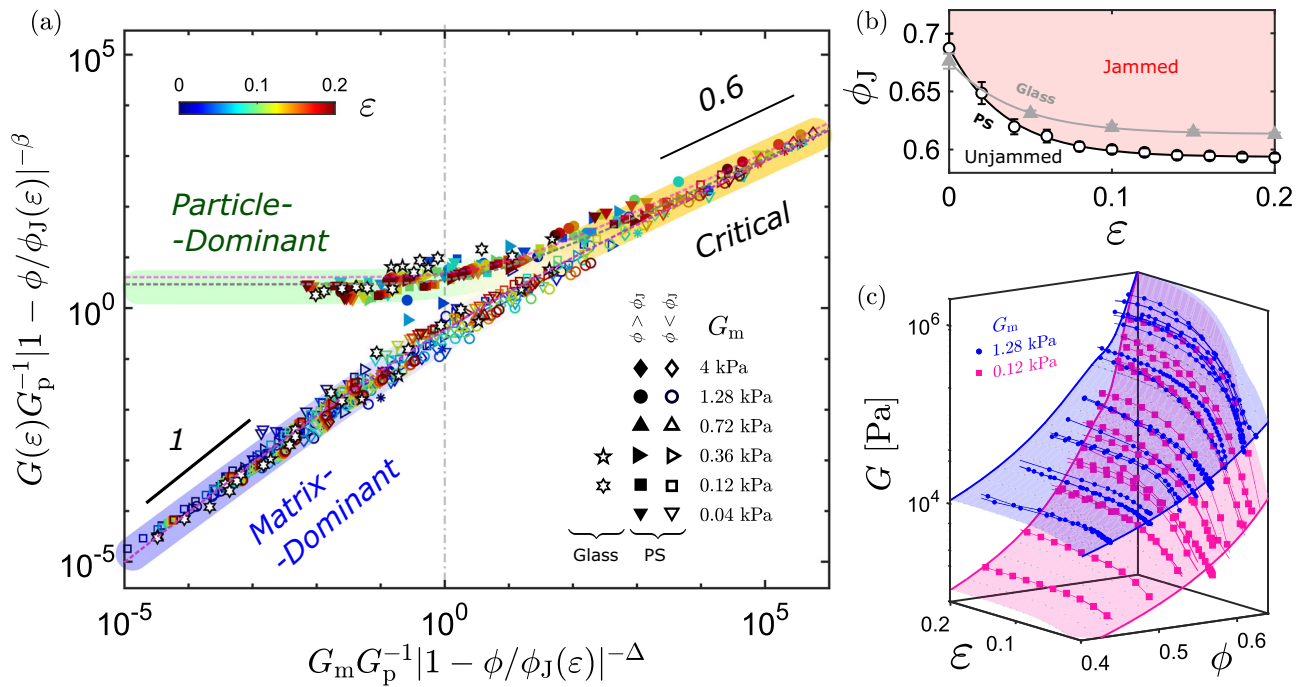 (a)
10^5
10^0
10^-5
G(ε)G_p^-1|1 − φ/φ_J(ε)|^-β
0 0.1 0.2
ε
0.6
Particle-
-Dominant
Critical
1
Matrix-
-Dominant
ϕ > ϕ_J ϕ < ϕ_J G_m
4 kPa
1.28 kPa
0.72 kPa
0.36 kPa
0.12 kPa
0.04 kPa
Glass PS
10^-5 10^0 10^5
G_m G_p^-1|1 − ϕ/ϕ_J(ε)|^-Δ
(b)
0.7
0.65
0.6
ϕ_J
Jammed
Glass
PS
Unjammed
0 0.1 0.2
ε
(c)
G_m
1.28 kPa
0.12 kPa
10^6
10^4
G [Pa]
0.2
0.1
ε
0.4
0.5
0.6
ϕ